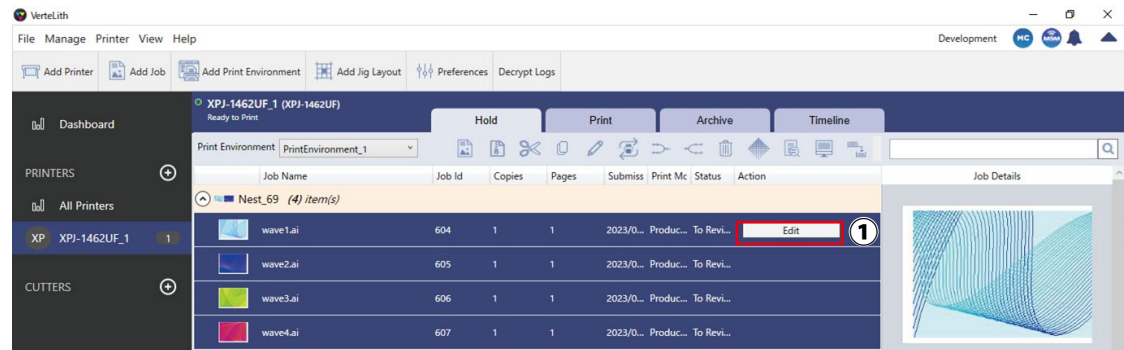 VerteLith
File Manage Printer View Help
Development MC MSM
Add Printer Add Job Add Print Environment Add Jig Layout Preferences Decrypt Logs
XPJ-1462UF_1 (XPJ-1462UF)
Ready to Print
Hold Print Archive Timeline
Dashboard
Print Environment PrintEnvironment_1
PRINTERS
Job Name Job Id Copies Pages Submiss Print Mc Status Action Job Details
All Printers
Nest_69 (4) item(s)
XP XPJ-1462UF_1 1
wave1.ai 604 1 1 2023/0... Produc... To Revi... Edit 1
wave2.ai 605 1 1 2023/0... Produc... To Revi...
CUTTERS
wave3.ai 606 1 1 2023/0... Produc... To Revi...
wave4.ai 607 1 1 2023/0... Produc... To Revi...